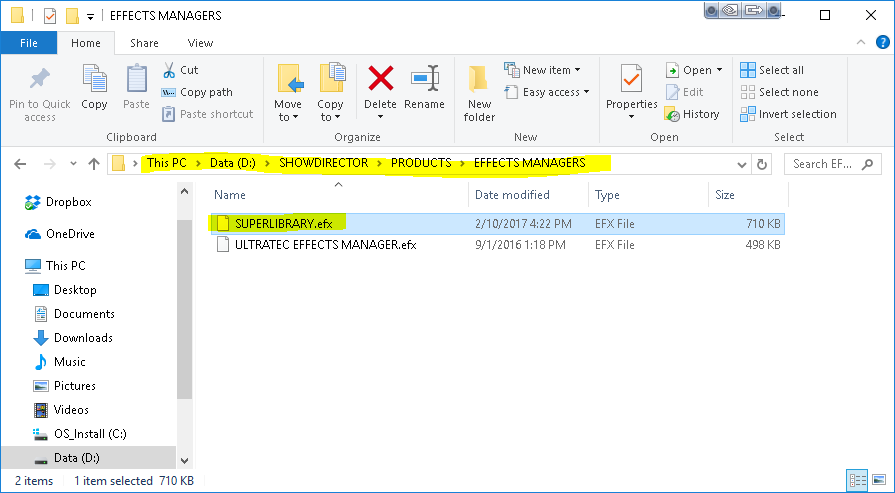 EFFECTS MANAGERS
File Home Share View
Pin to Quick access
Copy
Paste
Cut
Copy path
Paste shortcut
Clipboard
Move to
Copy to
Delete
Rename
Organize
New folder
New item
Easy access
New
Properties
Open
Edit
History
Open
Select all
Select none
Invert selection
Select
This PC Data (D:) SHOWDIRECTOR PRODUCTS EFFECTS MANAGERS
Search EF...
Name Date modified Type Size
SUPERLIBRARY.efx 2/10/2017 4:22 PM EFX File 710 KB
ULTRATEC EFFECTS MANAGER.efx 9/1/2016 1:18 PM EFX File 498 KB
Dropbox
OneDrive
This PC
Desktop
Documents
Downloads
Music
Pictures
Videos
OS_Install (C:)
Data (D:)
2 items 1 item selected 710 KB